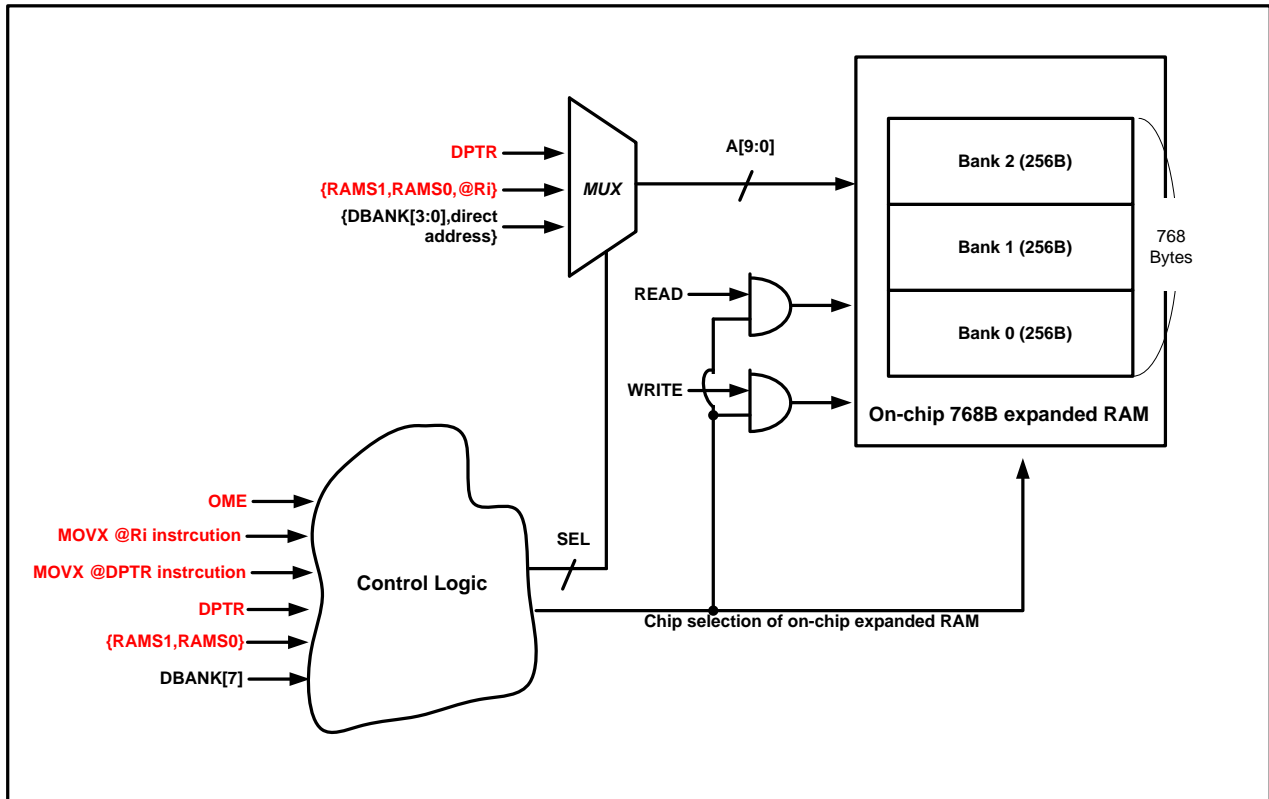 DPTR
{RAMS1,RAMS0,@Ri}
{DBANK[3:0],direct
address}
MUX
A[9:0]
Bank 2 (256B)
Bank 1 (256B)
Bank 0 (256B)
768
Bytes
READ
WRITE
On-chip 768B expanded RAM
OME
MOVX @Ri instrcution
MOVX @DPTR instrcution
DPTR
{RAMS1,RAMS0}
DBANK[7]
Control Logic
SEL
Chip selection of on-chip expanded RAM